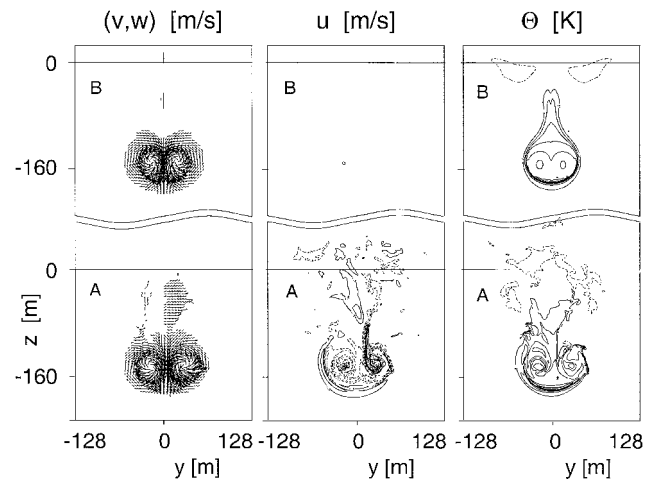 (v,w) [m/s] u [m/s] Θ [K]
0
B B B
-160
0
A A A
z [m]
-160
-128 0 128 -128 0 128 -128 0 128
y [m] y [m] y [m]